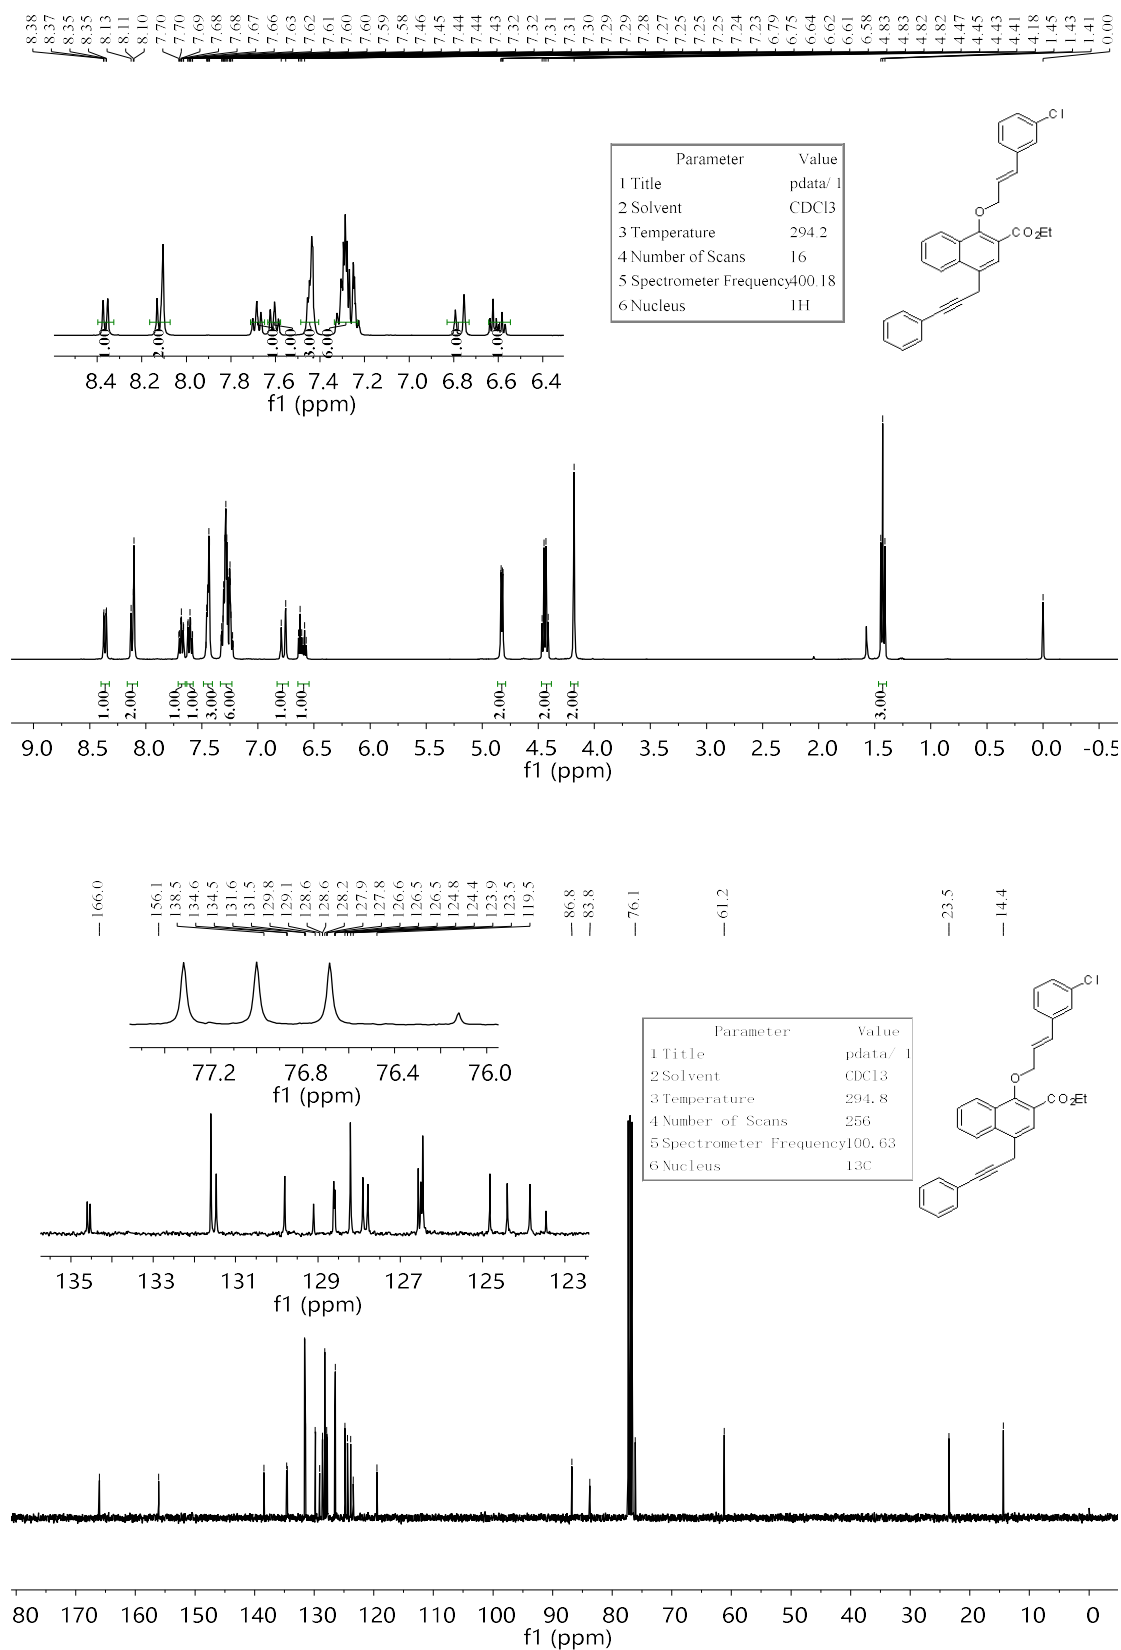 8.38 8.37 8.35 8.35 8.13 8.11 8.10 7.70 7.70 7.69 7.68 7.68 7.67 7.66 7.63 7.62 7.61 7.60 7.60 7.59 7.58 7.46 7.45 7.44 7.44 7.43 7.32 7.32 7.31 7.31 7.30 7.29 7.29 7.28 7.27 7.25 7.25 7.25 7.24 7.23 6.79 6.75 6.64 6.62 6.61 6.58 4.83 4.83 4.82 4.82 4.47 4.45 4.43 4.41 4.18 1.45 1.43 1.41 0.00
Cl
O
CO2Et
Parameter Value
1 Title pdata/ 1
2 Solvent CDCl3
3 Temperature 294.2
4 Number of Scans 16
5 Spectrometer Frequency 400.18
6 Nucleus 1H
1.00 2.00 1.00 1.00 3.00 6.00 1.00 1.00
8.4 8.2 8.0 7.8 7.6 7.4 7.2 7.0 6.8 6.6 6.4
f1 (ppm)
1.00 2.00 1.00 1.00 3.00 6.00 1.00 1.00 2.00 2.00 2.00 3.00
9.0 8.5 8.0 7.5 7.0 6.5 6.0 5.5 5.0 4.5 4.0 3.5 3.0 2.5 2.0 1.5 1.0 0.5 0.0 -0.5
f1 (ppm)
166.0 156.1 138.5 134.6 134.5 131.6 131.5 129.8 129.1 128.6 128.6 128.2 127.9 127.8 126.6 126.5 126.5 124.8 124.4 123.9 123.5 119.5 86.8 83.8 76.1 61.2 23.5 14.4
Cl
O
CO2Et
Parameter Value
1 Title pdata/ 1
2 Solvent CDCl3
3 Temperature 294.8
4 Number of Scans 256
5 Spectrometer Frequency 100.63
6 Nucleus 13C
77.2 76.8 76.4 76.0
f1 (ppm)
135 133 131 129 127 125 123
f1 (ppm)
80 170 160 150 140 130 120 110 100 90 80 70 60 50 40 30 20 10 0
f1 (ppm)